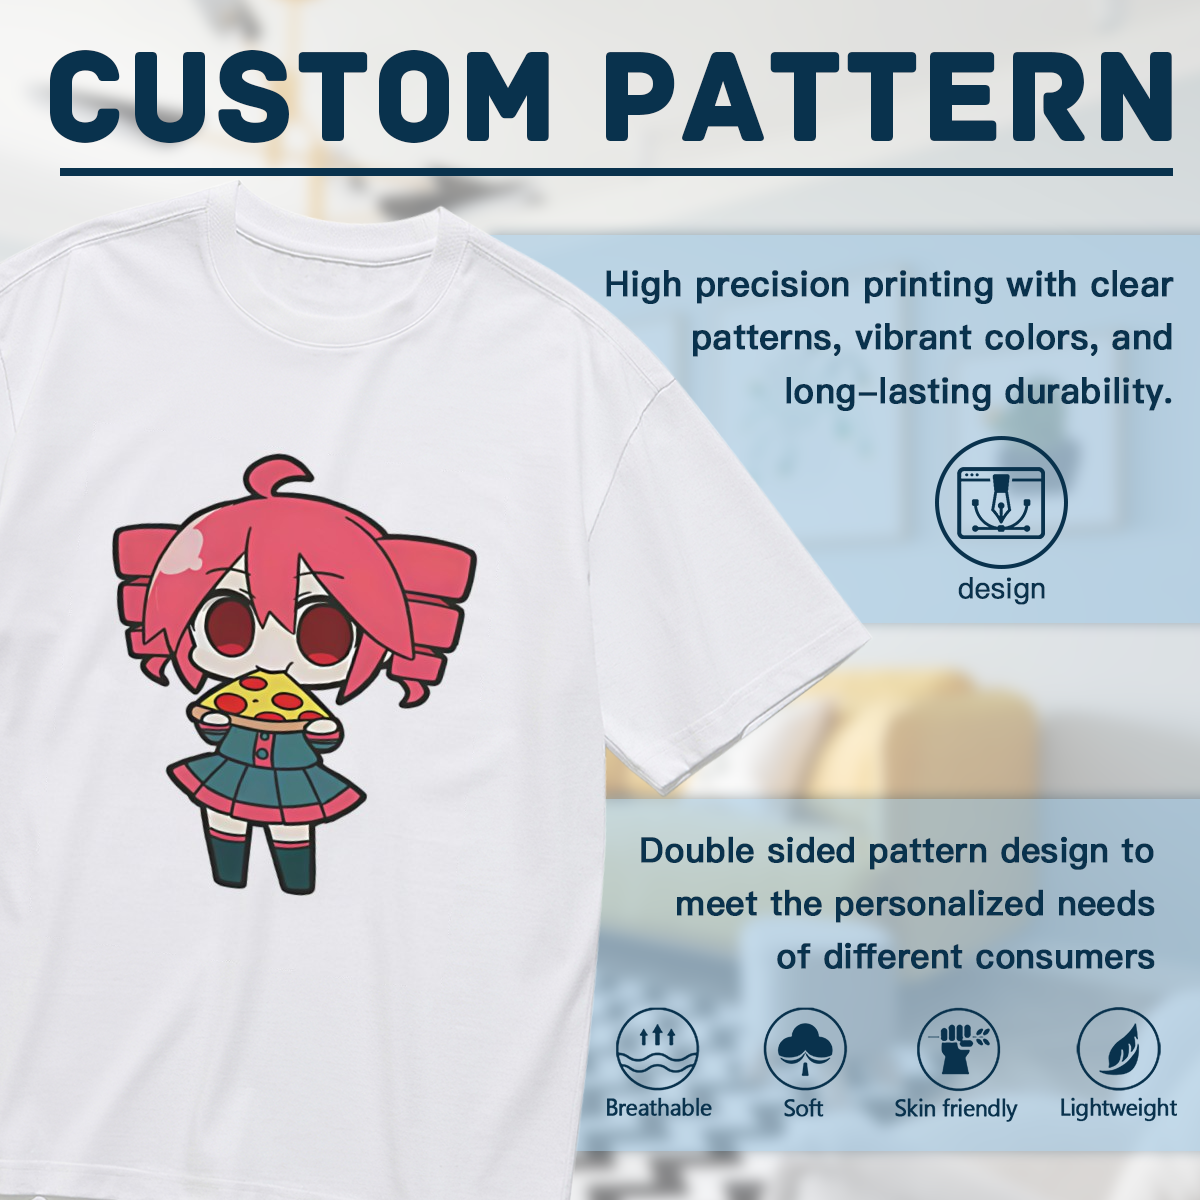 CUSTOM PATTERN
High precision printing with clear
patterns, vibrant colors, and
long-lasting durability.
design
Double sided pattern design to
meet the personalized needs
of different consumers
Breathable
Soft
Skin friendly
Lightweight